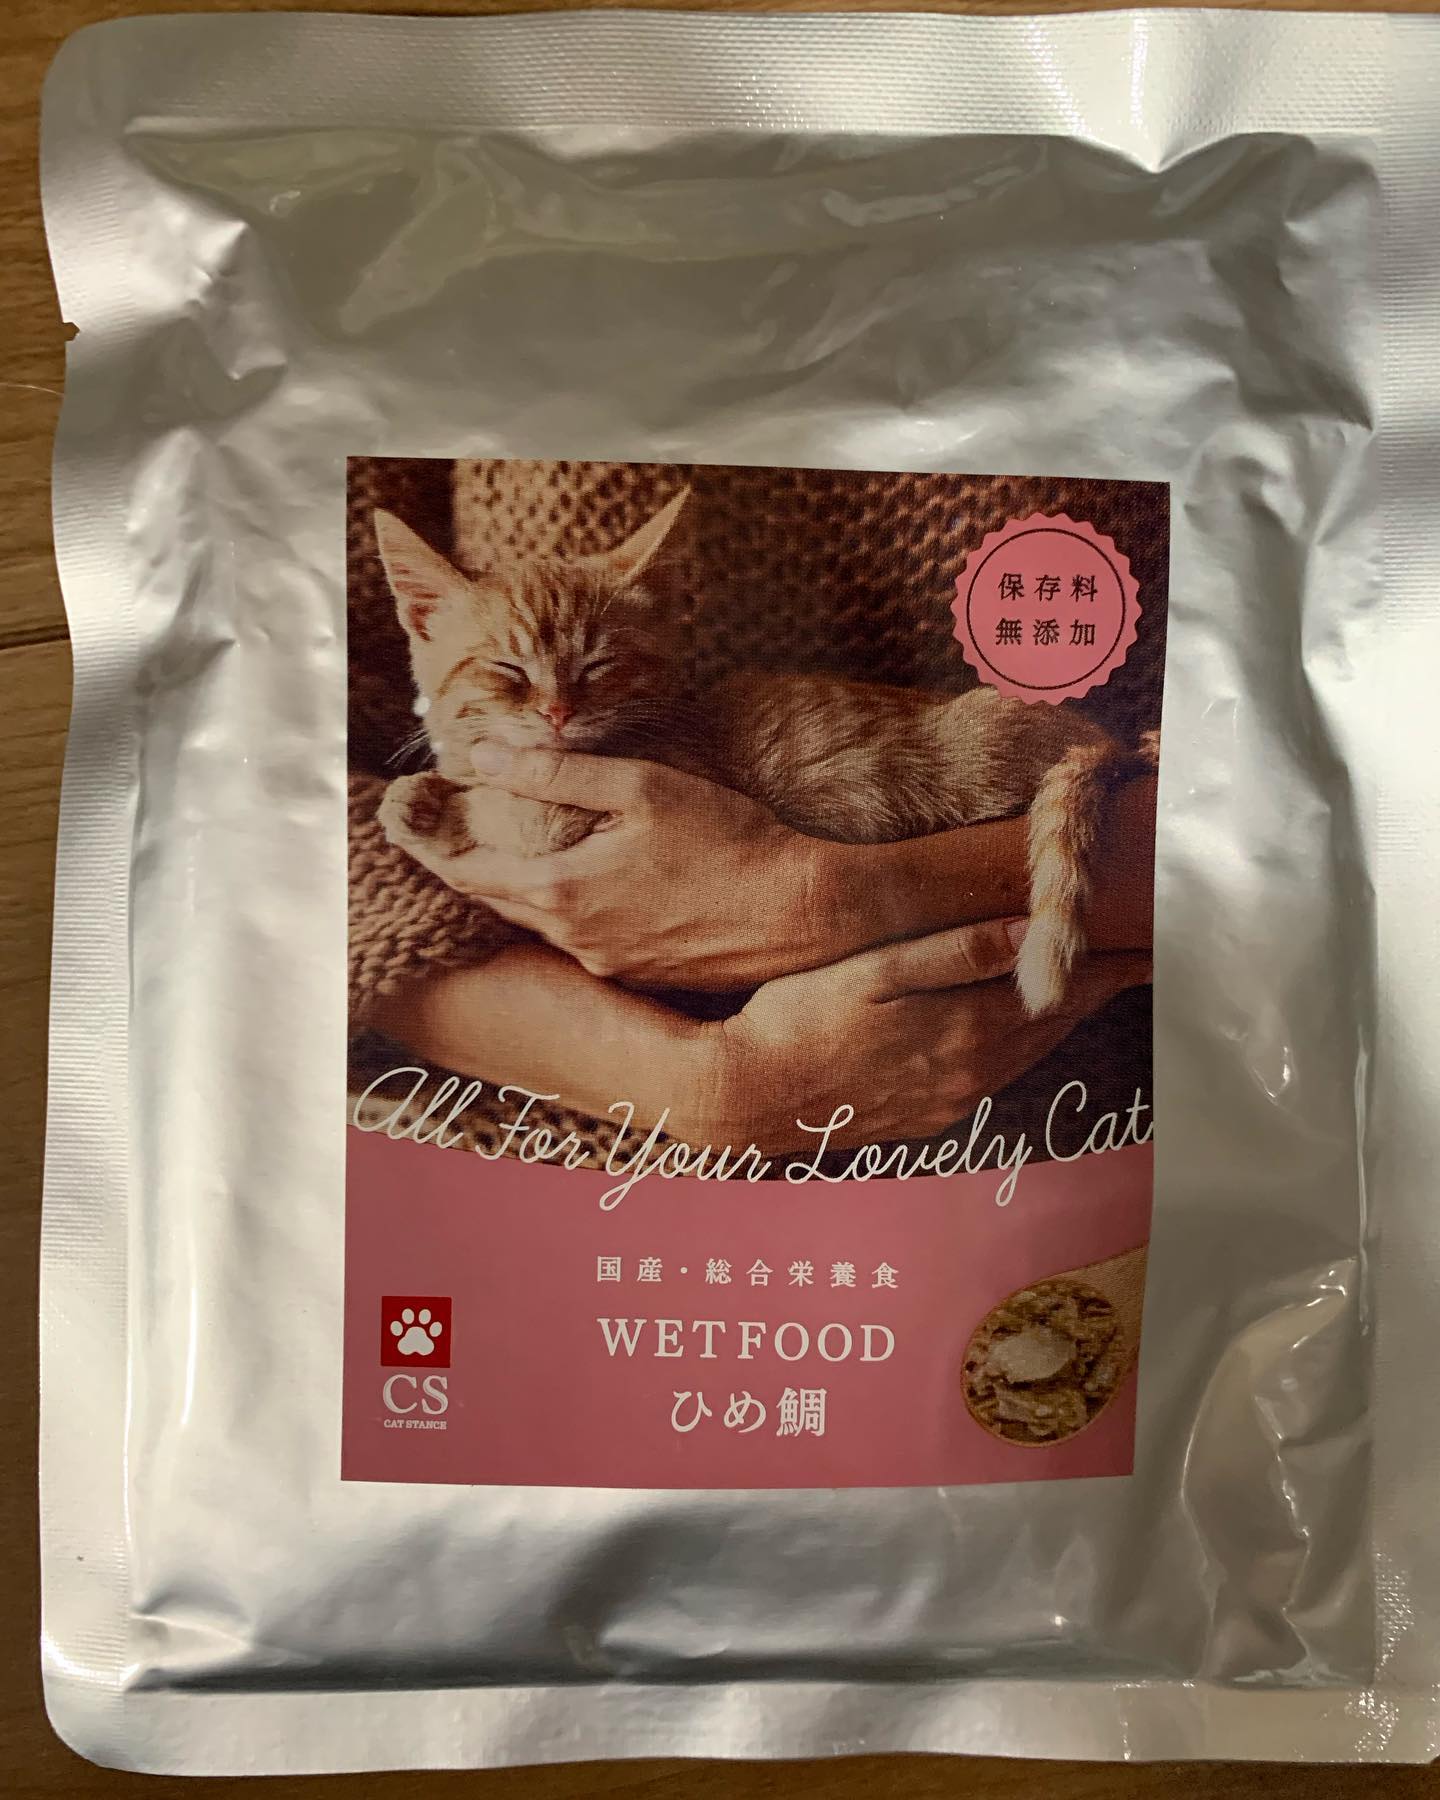 保存料
無添加
All For Your Lovely Cat
国産・総合栄養食
WETFOOD
ひめ鯛
CS
CAT STANCE